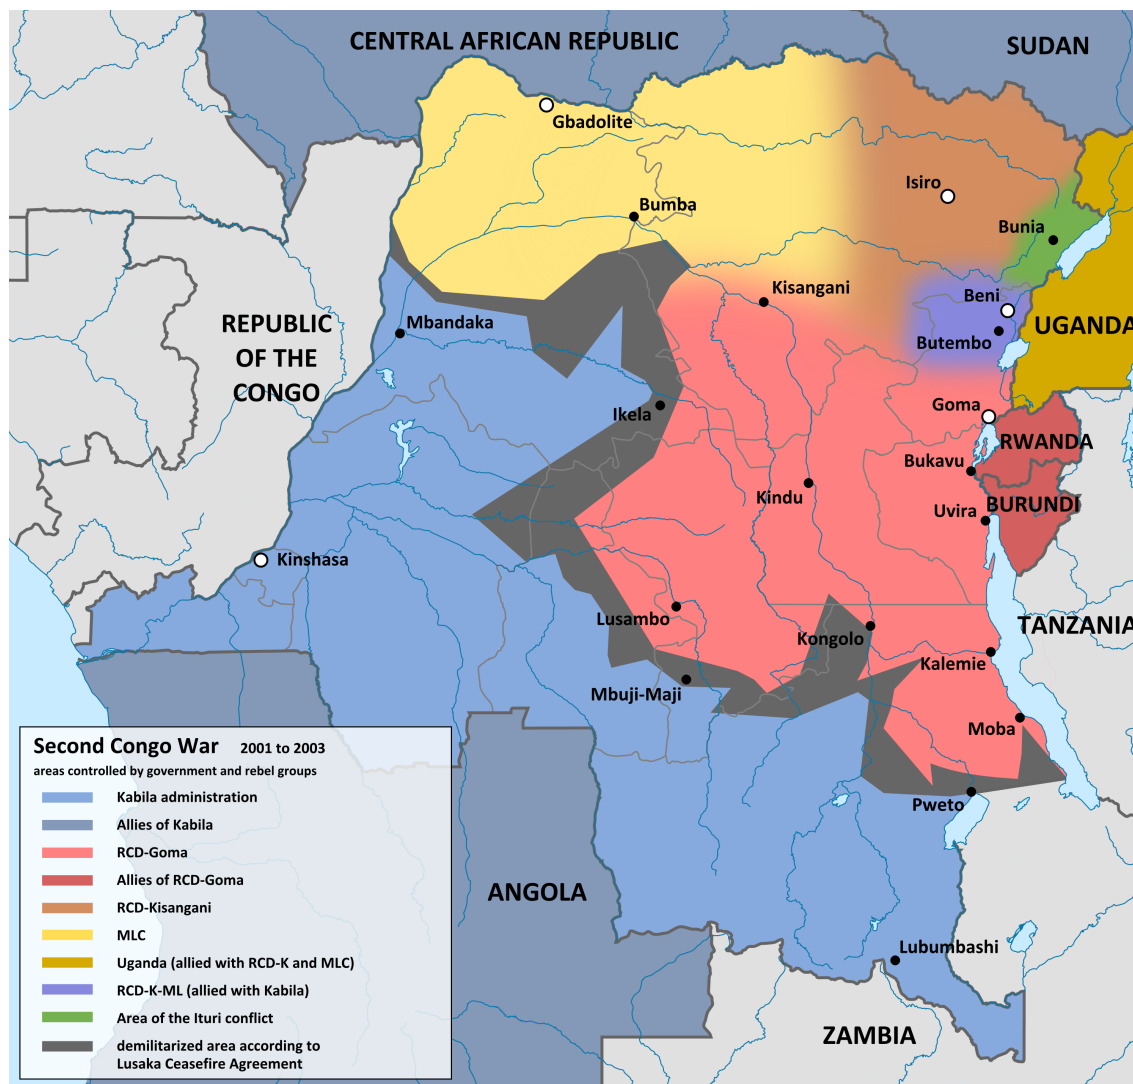 CENTRAL AFRICAN REPUBLIC
SUDAN
Gbadolite
Isiro
Bumba
Bunia
Kisangani
Beni
REPUBLIC
OF THE
CONGO
Mbandaka
UGANDA
Butembo
Ikela
Goma
RWANDA
Bukavu
Kindu
Uvira
BURUNDI
Kinshasa
Lusambo
Kongolo
TANZANIA
Kalemie
Mbuji-Maji
Moba
Pweto
ANGOLA
Lubumbashi
ZAMBIA
Second Congo War 2001 to 2003
areas controlled by government and rebel groups
Kabila administration
Allies of Kabila
RCD-Goma
Allies of RCD-Goma
RCD-Kisangani
MLC
Uganda (allied with RCD-K and MLC)
RCD-K-ML (allied with Kabila)
Area of the Ituri conflict
demilitarized area according to
Lusaka Ceasefire Agreement